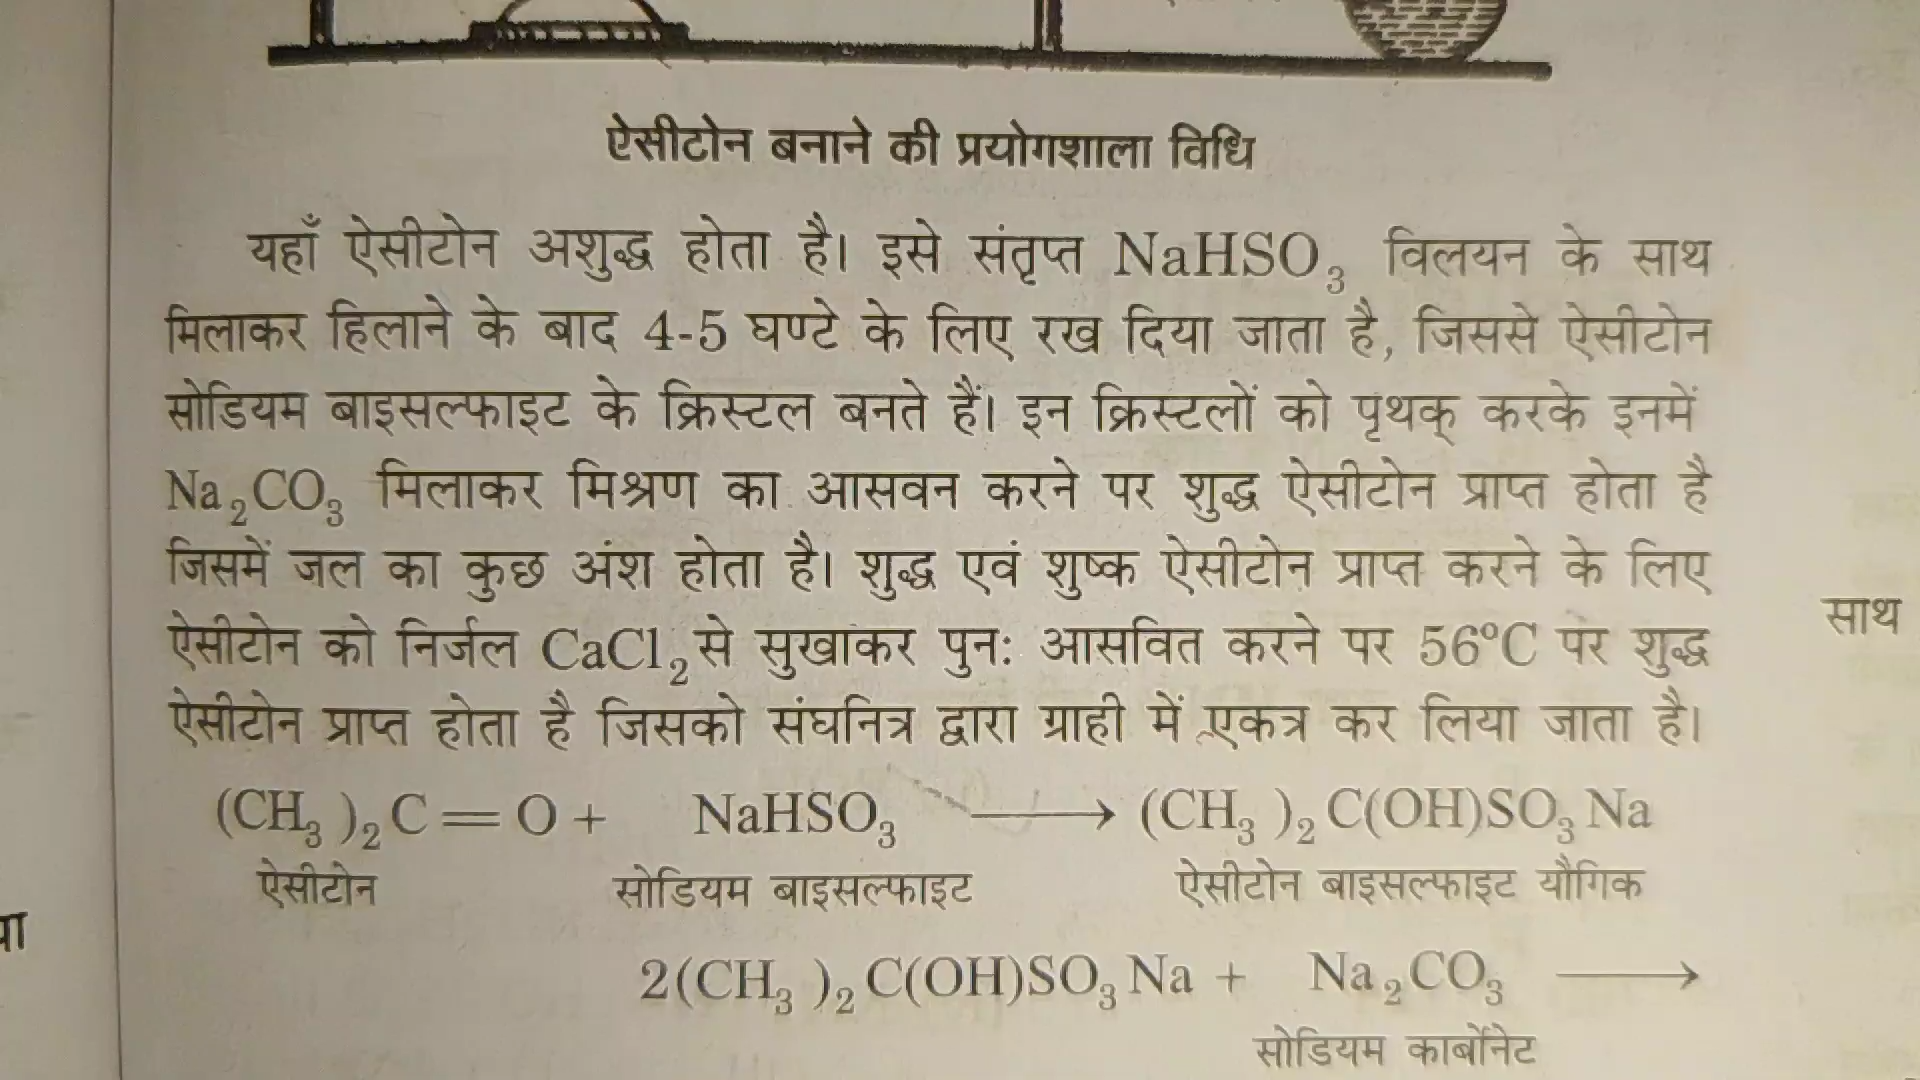 ऐसीटोन बनाने की प्रयोगशाला विधि
यहाँ ऐसीटोन अशुद्ध होता है। इसे संतृप्त NaHSO₃ विलयन के साथ
मिलाकर हिलाने के बाद 4-5 घण्टे के लिए रख दिया जाता है, जिससे ऐसीटोन
सोडियम बाइसल्फाइट के क्रिस्टल बनते हैं। इन क्रिस्टलों को पृथक् करके इनमें
Na₂CO₃ मिलाकर मिश्रण का आसवन करने पर शुद्ध ऐसीटोन प्राप्त होता है
जिसमें जल का कुछ अंश होता है। शुद्ध एवं शुष्क ऐसीटोन प्राप्त करने के लिए
ऐसीटोन को निर्जल CaCl₂ से सुखाकर पुनः आसवित करने पर 56°C पर शुद्ध
ऐसीटोन प्राप्त होता है जिसको संघनित्र द्वारा ग्राही में एकत्र कर लिया जाता है।
(CH₃)₂C=O + NaHSO₃ ⟶ (CH₃)₂C(OH)SO₃Na
ऐसीटोन सोडियम बाइसल्फाइट ऐसीटोन बाइसल्फाइट यौगिक
2(CH₃)₂C(OH)SO₃Na + Na₂CO₃ ⟶
सोडियम कार्बोनेट
साथ